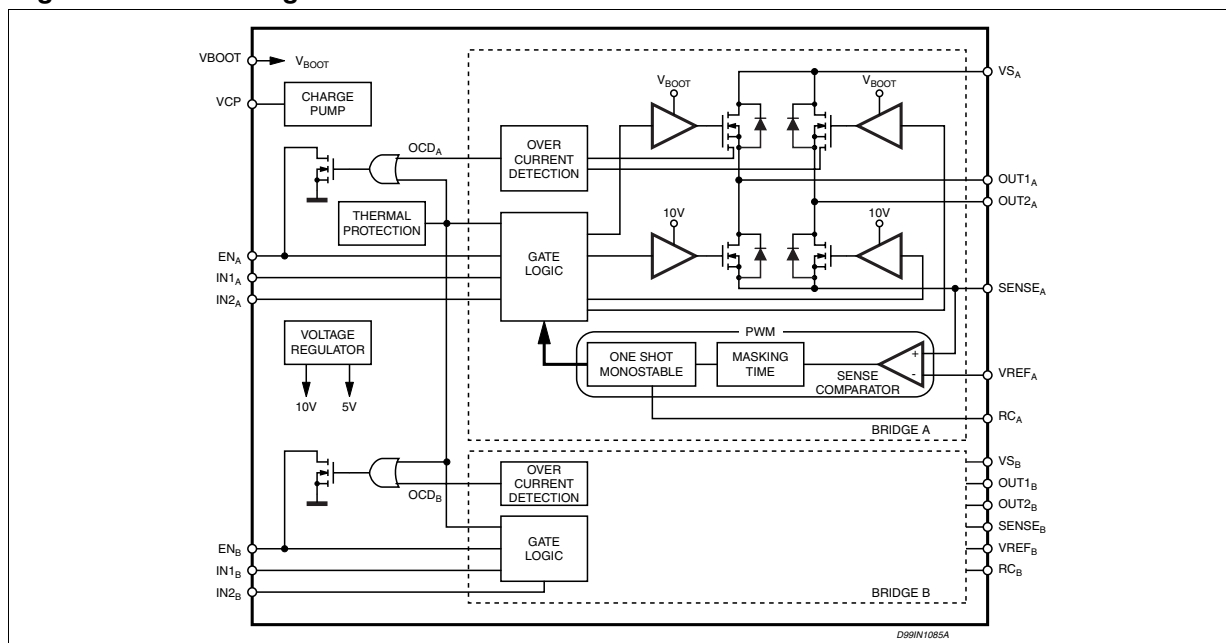 VBOOT
VBOOT
VCP
CHARGE
PUMP
OCDA
OVER
CURRENT
DETECTION
VBOOT
VBOOT
VSA
OUT1A
OUT2A
THERMAL
PROTECTION
10V
10V
GATE
LOGIC
ENA
IN1A
IN2A
SENSEA
VOLTAGE
REGULATOR
10V 5V
PWM
ONE SHOT
MONOSTABLE
MASKING
TIME
+
-
SENSE
COMPARATOR
VREFA
RCA
BRIDGE A
OCDB
OVER
CURRENT
DETECTION
VSB
OUT1B
OUT2B
SENSEB
VREFB
RCB
GATE
LOGIC
ENB
IN1B
IN2B
BRIDGE B
D99IN1085A